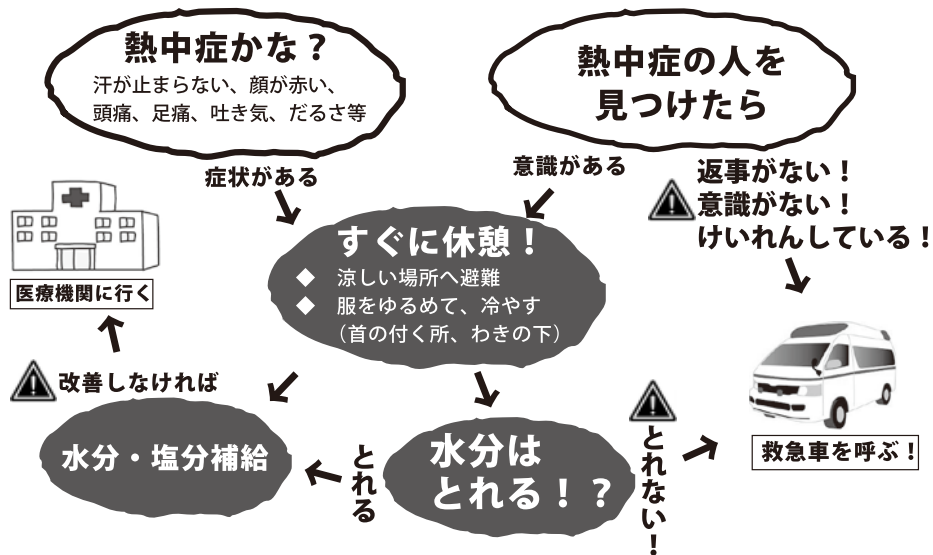 熱中症かな？
汗が止まらない、顔が赤い、
頭痛、足痛、吐き気、だるさ等
熱中症の人を
見つけたら
症状がある
意識がある
返事がない！
意識がない！
けいれんしている！
すぐに休憩！
◆ 涼しい場所へ避難
◆ 服をゆるめて、冷やす
（首の付く所、わきの下）
医療機関に行く
改善しなければ
水分・塩分補給
とれる
水分は
とれる！？
とれない！
救急車を呼ぶ！